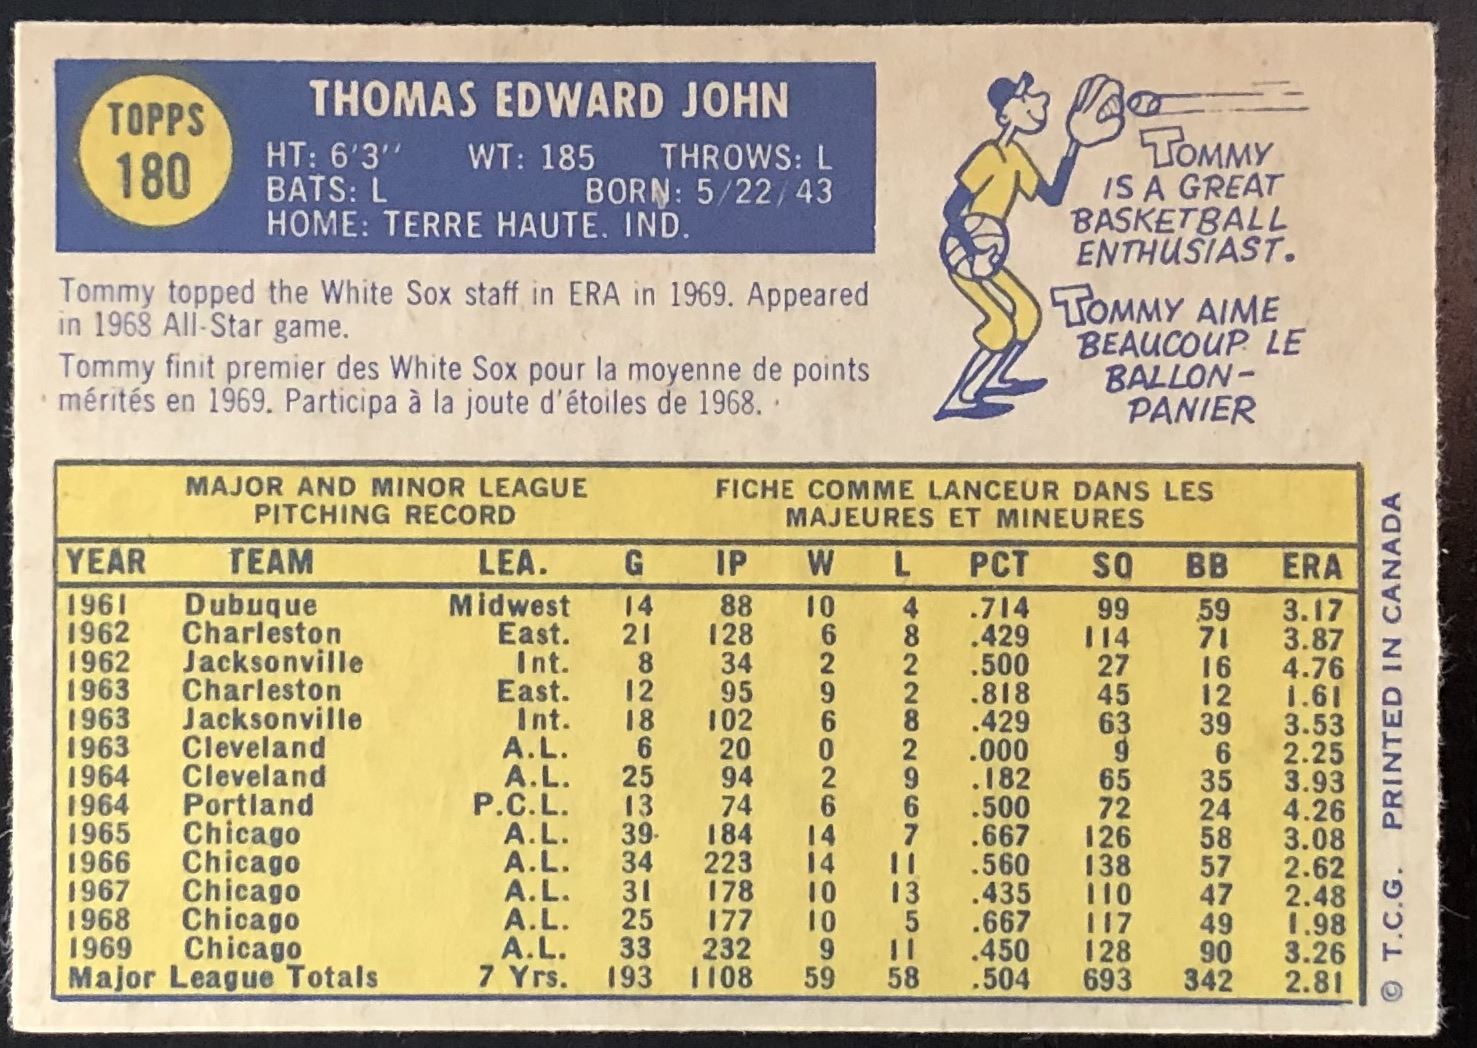 TOPPS
180
THOMAS EDWARD JOHN
HT: 6'3'' WT: 185 THROWS: L
BATS: L BORN: 5/22/43
HOME: TERRE HAUTE. IND.
Tommy topped the White Sox staff in ERA in 1969. Appeared
in 1968 All-Star game.
Tommy finit premier des White Sox pour la moyenne de points
mérités en 1969. Participa à la joute d'étoiles de 1968.
TOMMY
IS A GREAT
BASKETBALL
ENTHUSIAST.
TOMMY AIME
BEAUCOUP LE
BALLON-
PANIER
MAJOR AND MINOR LEAGUE
PITCHING RECORD
FICHE COMME LANCEUR DANS LES
MAJEURES ET MINEURES
YEAR TEAM LEA. G IP W L PCT SO BB ERA
1961 Dubuque Midwest 14 88 10 4 .714 99 59 3.17
1962 Charleston East. 21 128 6 8 .429 114 71 3.87
1962 Jacksonville Int. 8 34 2 2 .500 27 16 4.76
1963 Charleston East. 12 95 9 2 .818 45 12 1.61
1963 Jacksonville Int. 18 102 6 8 .429 63 39 3.53
1963 Cleveland A.L. 6 20 0 2 .000 9 6 2.25
1964 Cleveland A.L. 25 94 2 9 .182 65 35 3.93
1964 Portland P.C.L. 13 74 6 6 .500 72 24 4.26
1965 Chicago A.L. 39 184 14 7 .667 126 58 3.08
1966 Chicago A.L. 34 223 14 11 .560 138 57 2.62
1967 Chicago A.L. 31 178 10 13 .435 110 47 2.48
1968 Chicago A.L. 25 177 10 5 .667 117 49 1.98
1969 Chicago A.L. 33 232 9 11 .450 128 90 3.26
Major League Totals 7 Yrs. 193 1108 59 58 .504 693 342 2.81
© T.C.G. PRINTED IN CANADA